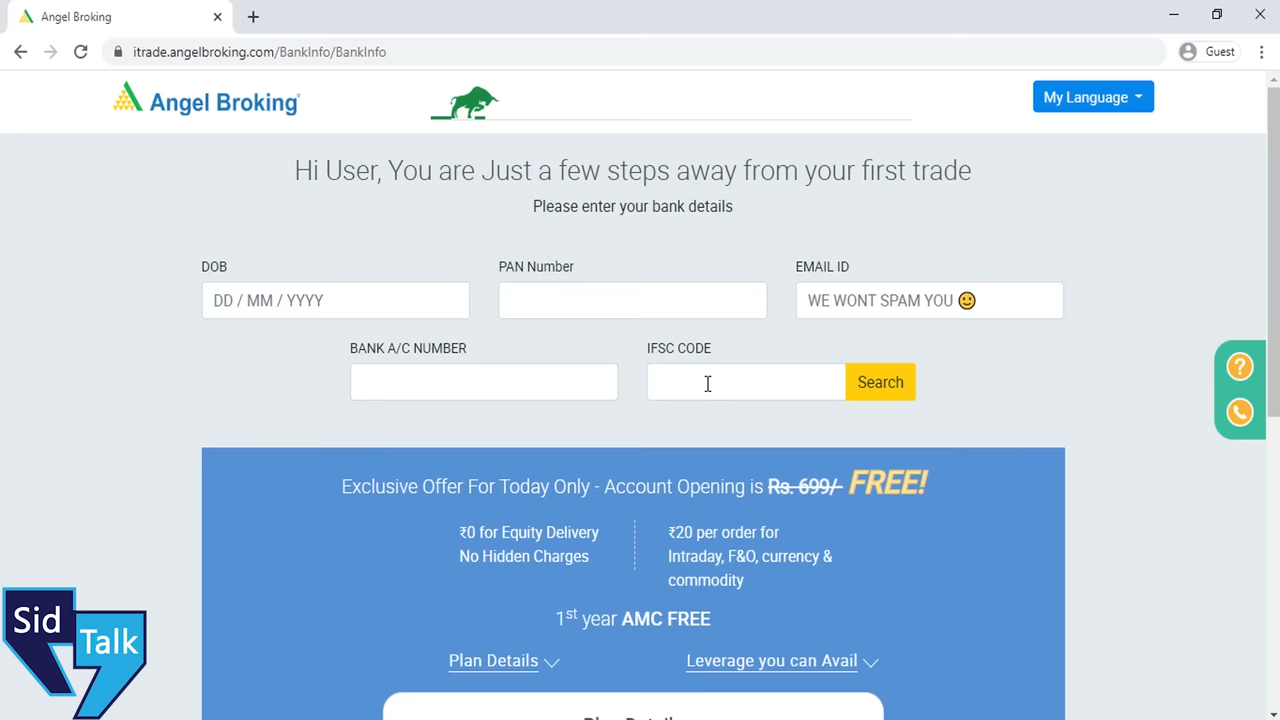 Angel Broking
itrade.angelbroking.com/BankInfo/BankInfo
Guest
Angel Broking
My Language
Hi User, You are Just a few steps away from your first trade
Please enter your bank details
DOB
PAN Number
EMAIL ID
DD / MM / YYYY
WE WONT SPAM YOU 🙂
BANK A/C NUMBER
IFSC CODE
Search
Exclusive Offer For Today Only - Account Opening is Rs. 699/- FREE!
₹0 for Equity Delivery
No Hidden Charges
₹20 per order for
Intraday, F&O, currency &
commodity
1st year AMC FREE
Plan Details
Leverage you can Avail
Sid
Talk